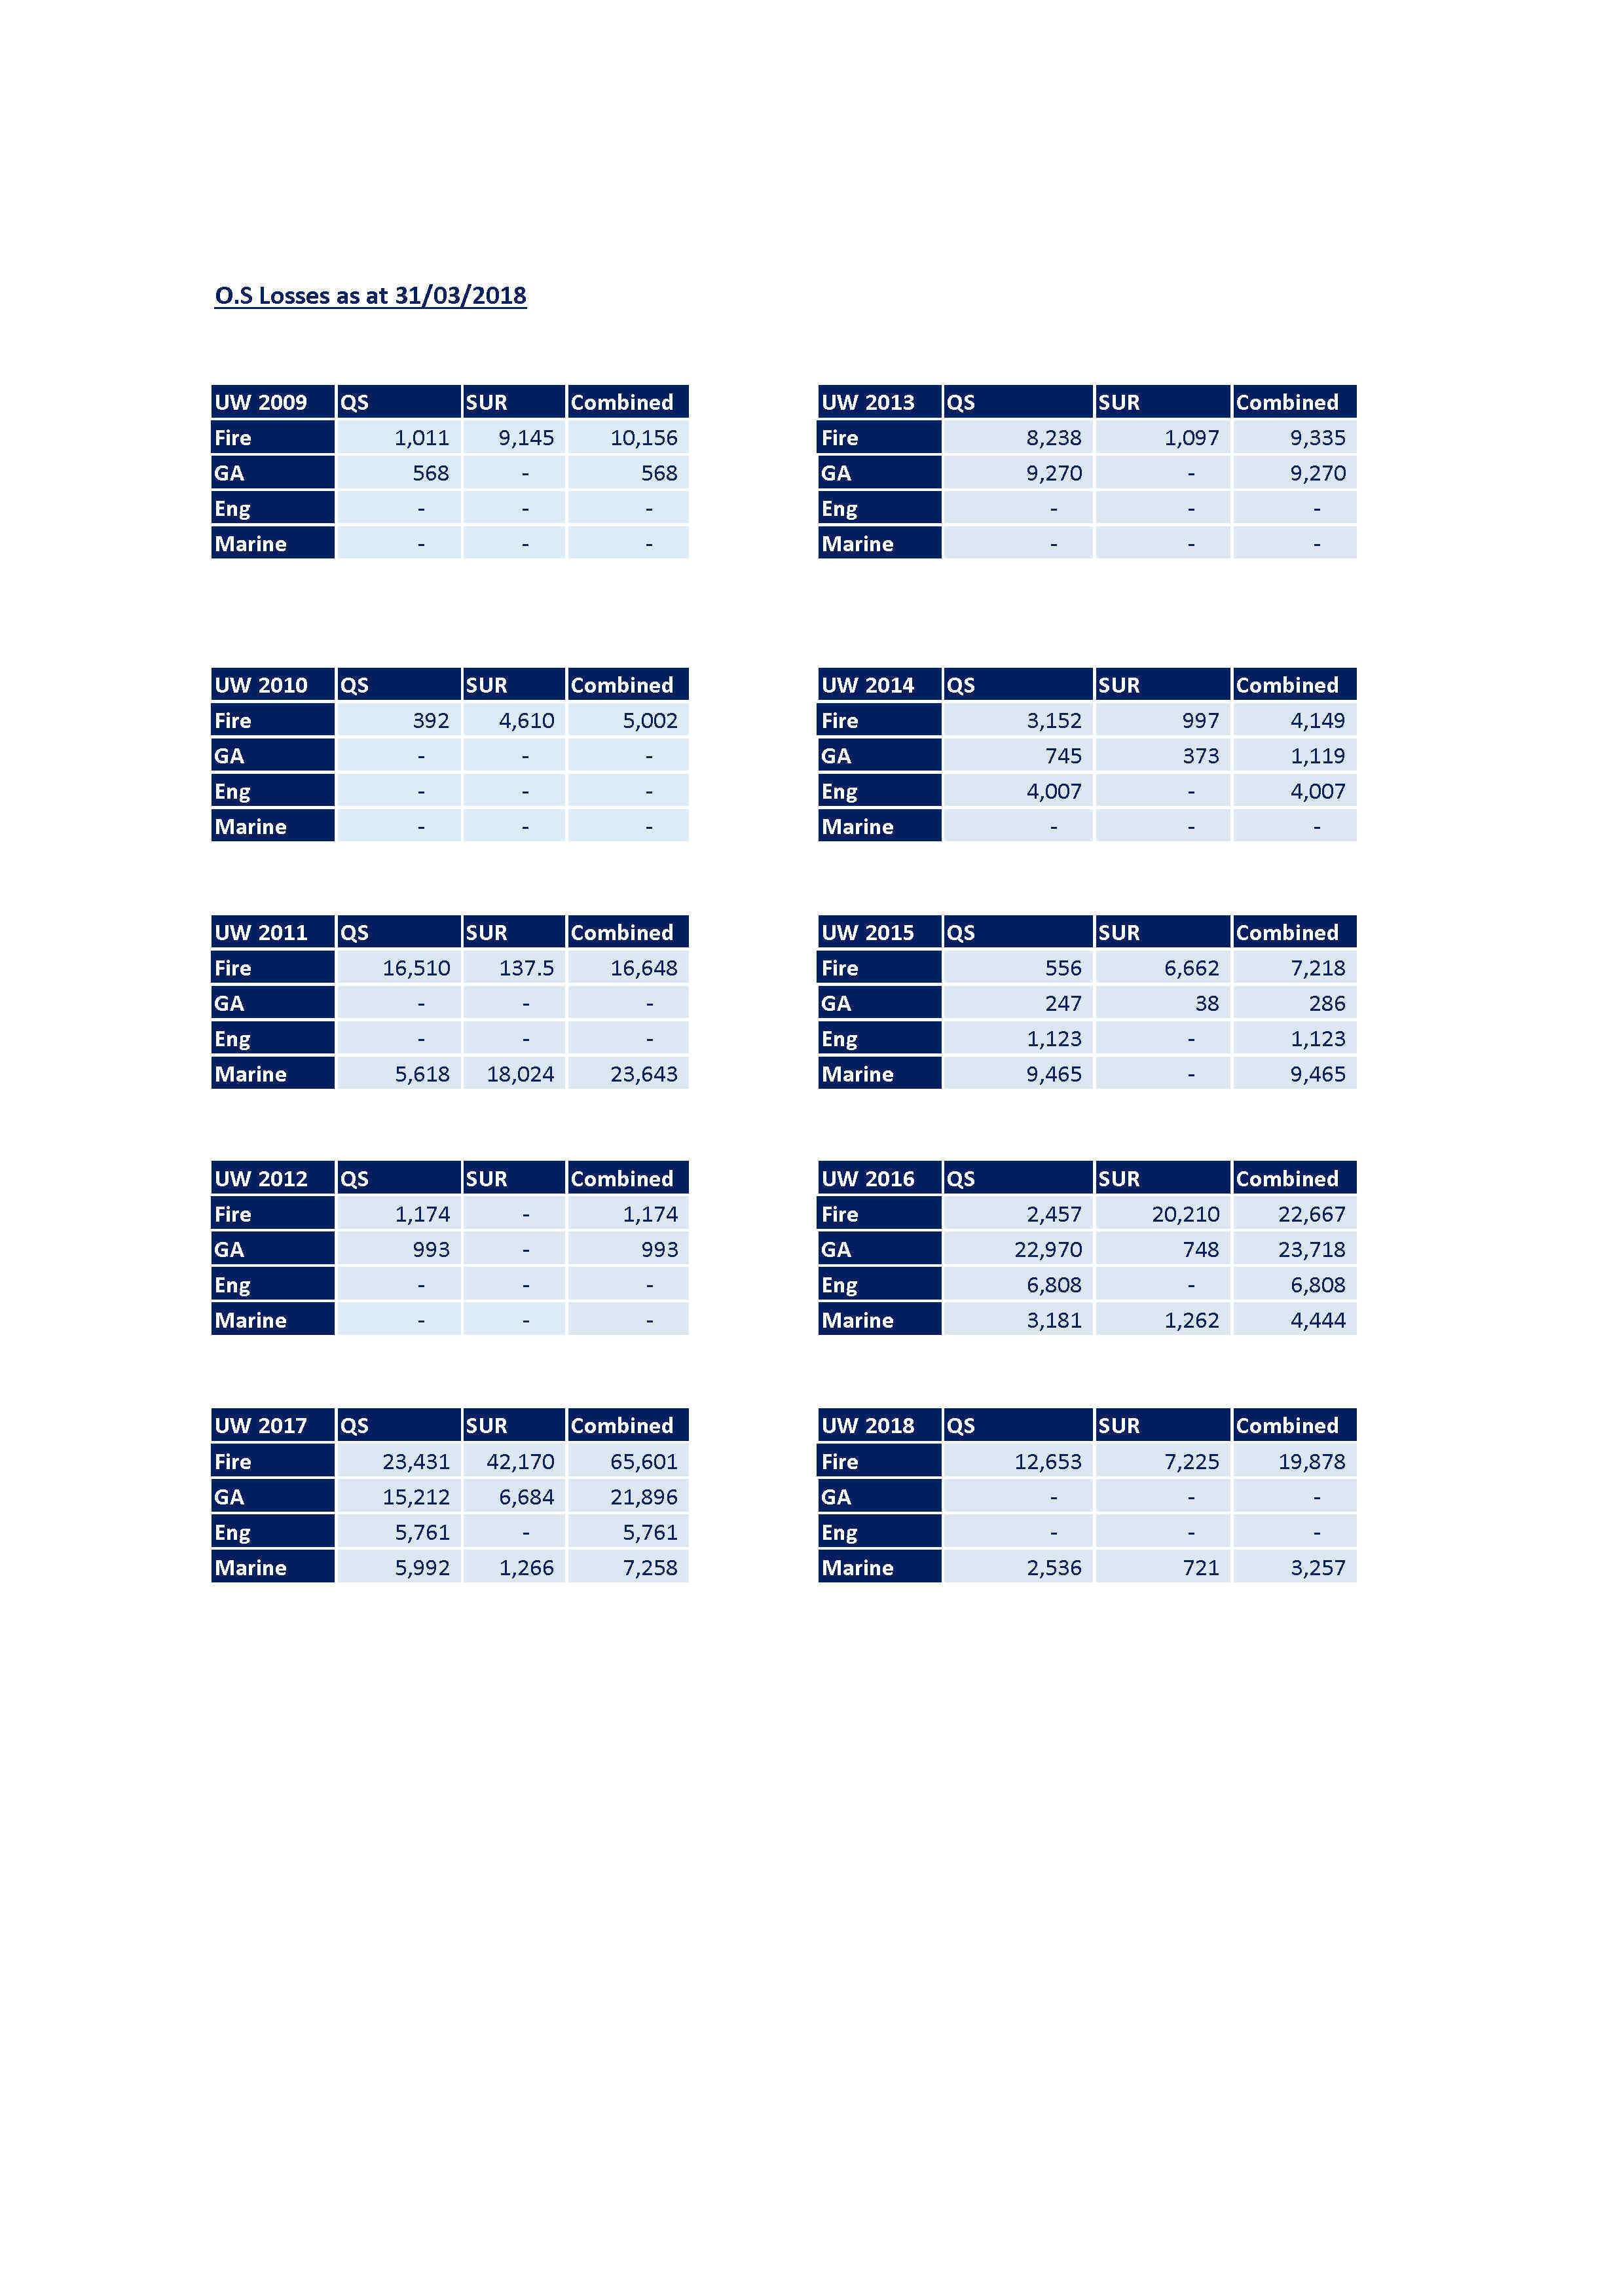 O.S Losses as at 31/03/2018
UW 2009 QS SUR Combined
Fire 1,011 9,145 10,156
GA 568 - 568
Eng - - -
Marine - - -
UW 2013 QS SUR Combined
Fire 8,238 1,097 9,335
GA 9,270 - 9,270
Eng - - -
Marine - - -
UW 2010 QS SUR Combined
Fire 392 4,610 5,002
GA - - -
Eng - - -
Marine - - -
UW 2014 QS SUR Combined
Fire 3,152 997 4,149
GA 745 373 1,119
Eng 4,007 - 4,007
Marine - - -
UW 2011 QS SUR Combined
Fire 16,510 137.5 16,648
GA - - -
Eng - - -
Marine 5,618 18,024 23,643
UW 2015 QS SUR Combined
Fire 556 6,662 7,218
GA 247 38 286
Eng 1,123 - 1,123
Marine 9,465 - 9,465
UW 2012 QS SUR Combined
Fire 1,174 - 1,174
GA 993 - 993
Eng - - -
Marine - - -
UW 2016 QS SUR Combined
Fire 2,457 20,210 22,667
GA 22,970 748 23,718
Eng 6,808 - 6,808
Marine 3,181 1,262 4,444
UW 2017 QS SUR Combined
Fire 23,431 42,170 65,601
GA 15,212 6,684 21,896
Eng 5,761 - 5,761
Marine 5,992 1,266 7,258
UW 2018 QS SUR Combined
Fire 12,653 7,225 19,878
GA - - -
Eng - - -
Marine 2,536 721 3,257